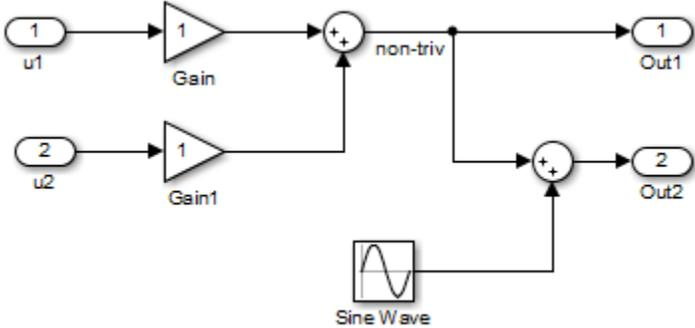 1
u1
1
Gain
++
non-triv
1
Out1
2
u2
1
Gain1
++
2
Out2
Sine Wave